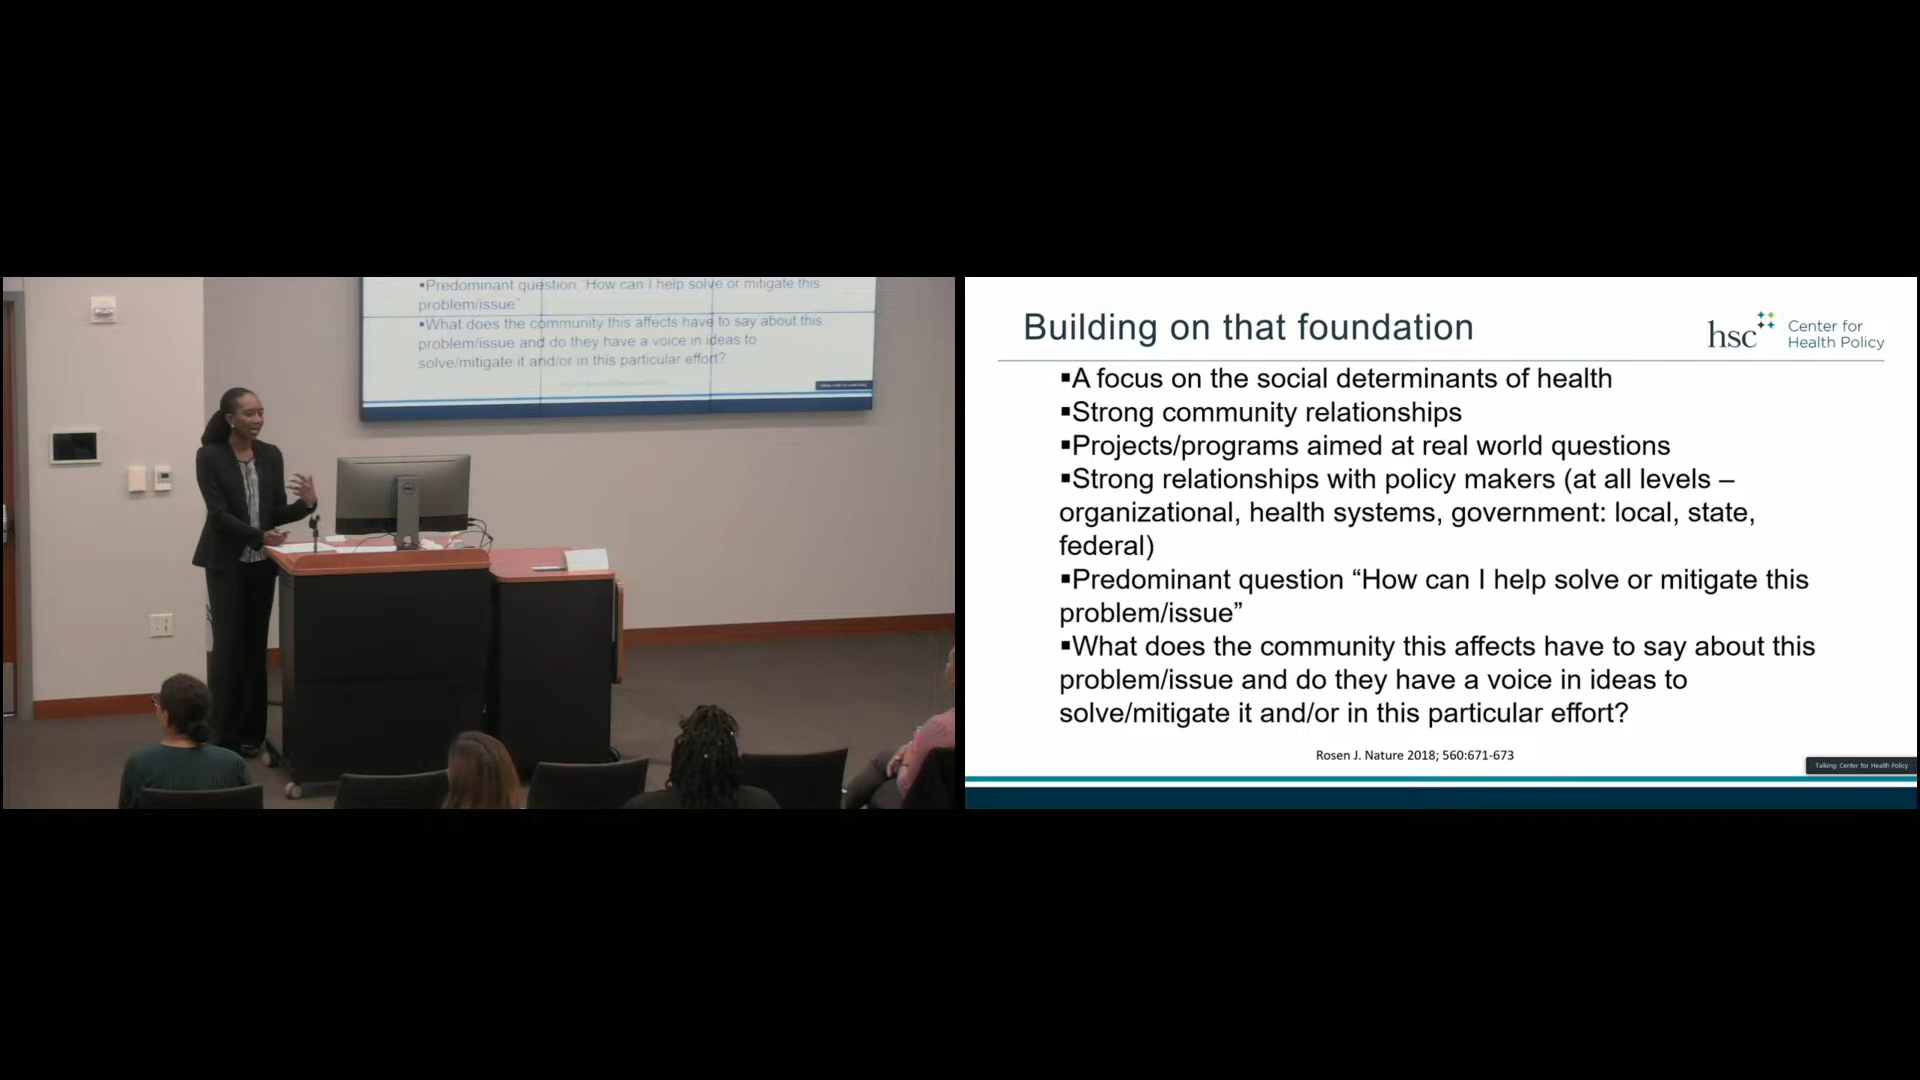 ▪Predominant question "How can I help solve or mitigate this
problem/issue"
▪What does the community this affects have to say about this
problem/issue and do they have a voice in ideas to
solve/mitigate it and/or in this particular effort?
DELL
Building on that foundation
hsc Center for
Health Policy
▪A focus on the social determinants of health
▪Strong community relationships
▪Projects/programs aimed at real world questions
▪Strong relationships with policy makers (at all levels –
organizational, health systems, government: local, state,
federal)
▪Predominant question “How can I help solve or mitigate this
problem/issue”
▪What does the community this affects have to say about this
problem/issue and do they have a voice in ideas to
solve/mitigate it and/or in this particular effort?
Rosen J. Nature 2018; 560:671-673
Talking: Center for Health Policy